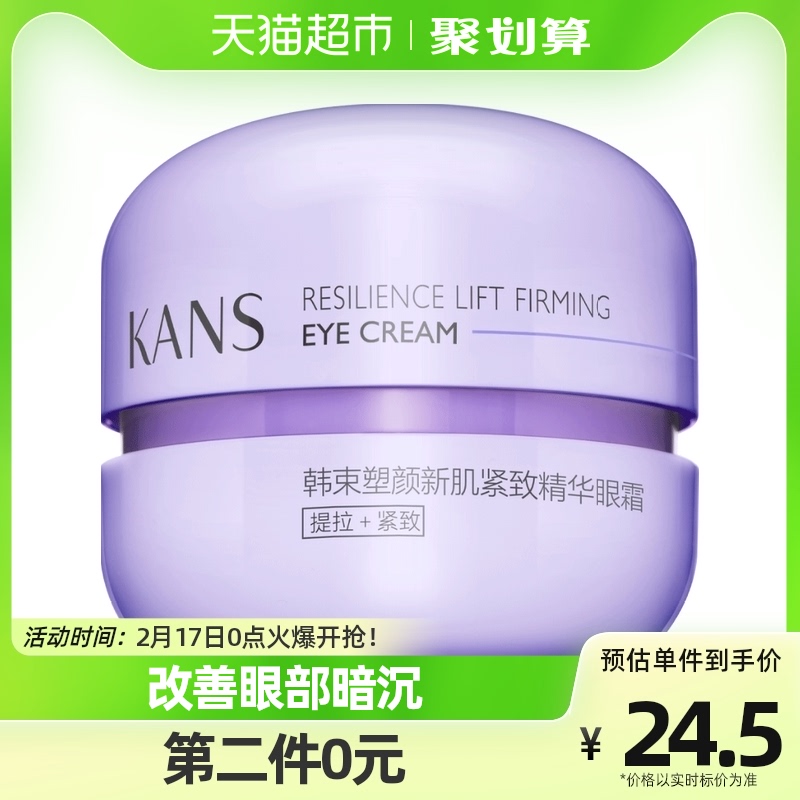 天猫超市 | 聚划算
KANS
RESILIENCE LIFT FIRMING
EYE CREAM
韩束塑颜新肌紧致精华眼霜
提拉 + 紧致
活动时间：2月17日0点火爆开抢！
改善眼部暗沉
第二件0元
预估单件到手价
¥ 24.5
*价格以实时标价为准